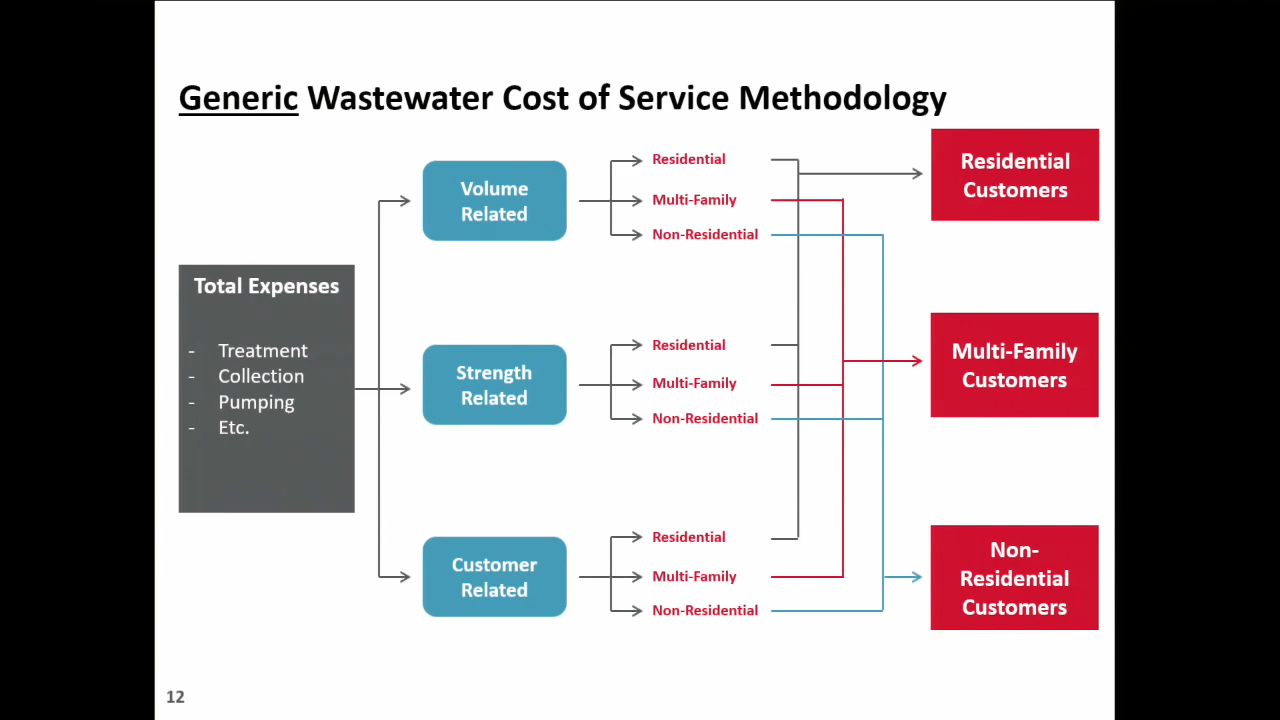 Generic Wastewater Cost of Service Methodology
Total Expenses
- Treatment
- Collection
- Pumping
- Etc.
Volume
Related
Residential
Multi-Family
Non-Residential
Strength
Related
Residential
Multi-Family
Non-Residential
Customer
Related
Residential
Multi-Family
Non-Residential
Residential
Customers
Multi-Family
Customers
Non-
Residential
Customers
12